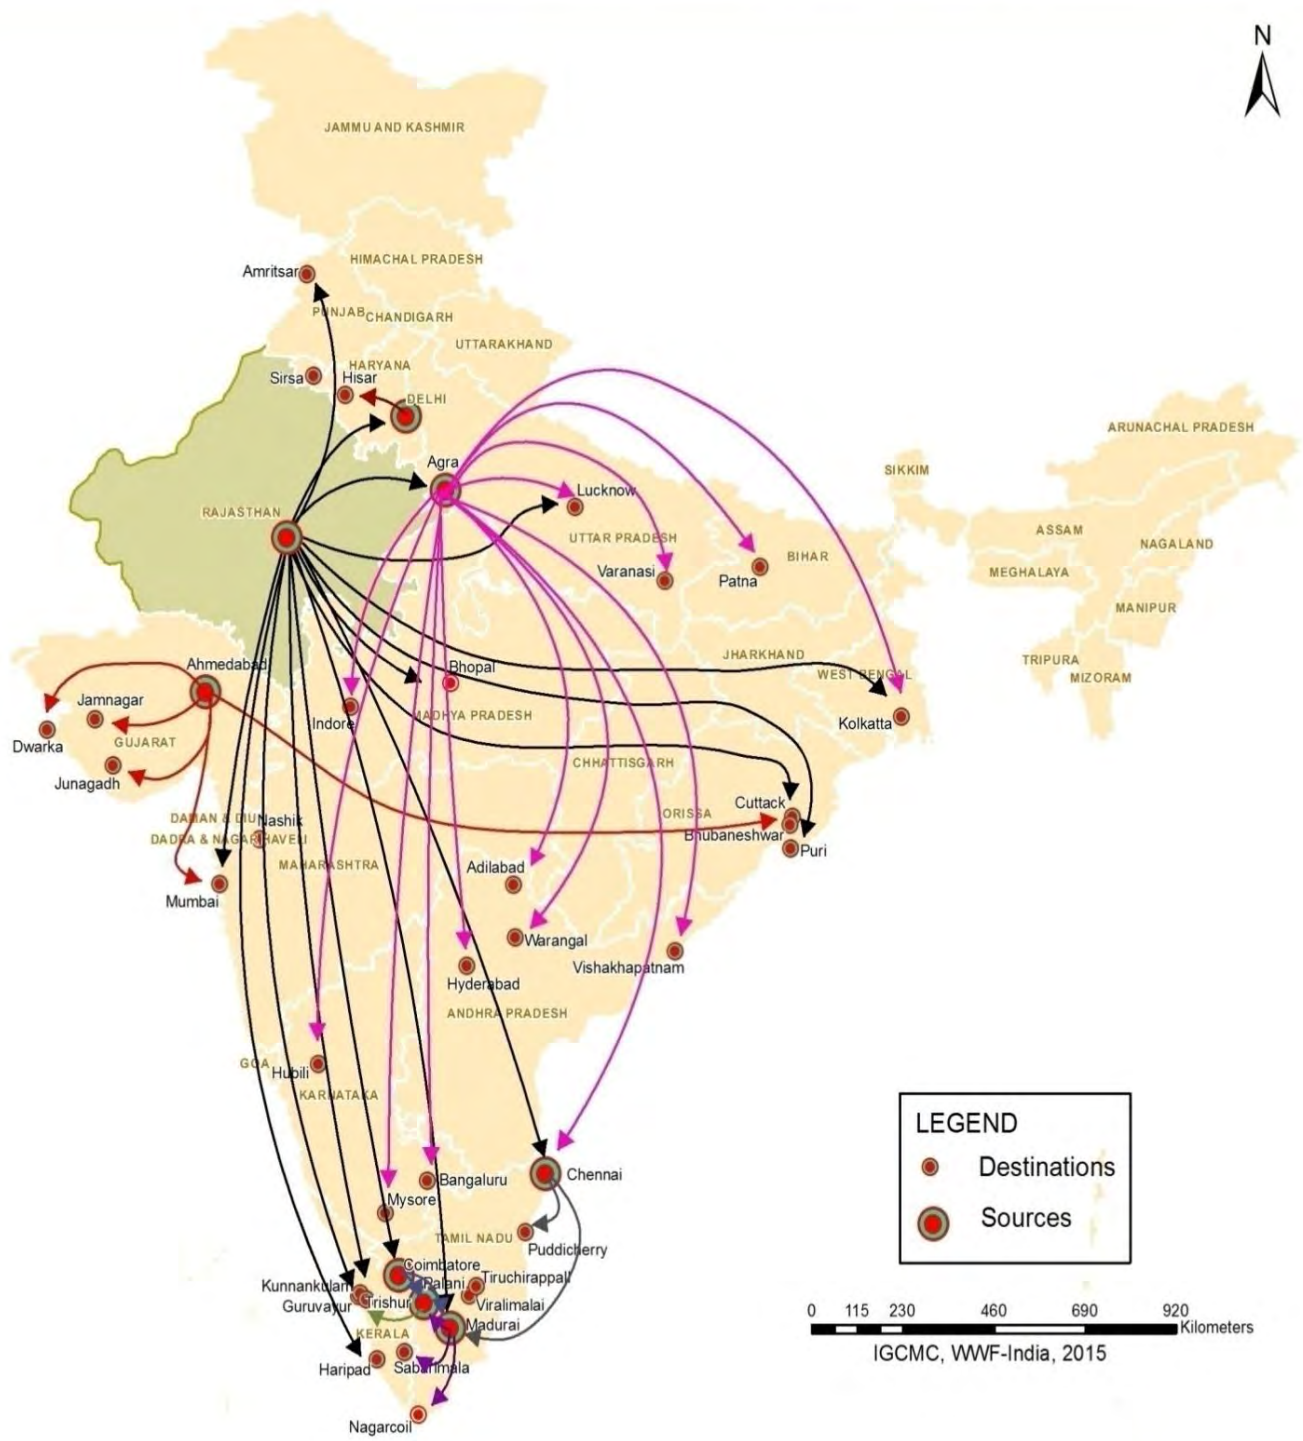 N
JAMMU AND KASHMIR
HIMACHAL PRADESH
Amritsar
PUNJAB
CHANDIGARH
UTTARAKHAND
HARYANA
Sirsa
Hisar
DELHI
ARUNACHAL PRADESH
Agra
SIKKIM
Lucknow
RAJASTHAN
ASSAM
UTTAR PRADESH
NAGALAND
BIHAR
Varanasi
Patna
MEGHALAYA
MANIPUR
JHARKHAND
TRIPURA
Ahmedabad
Bhopal
WEST BENGAL
MIZORAM
Jamnagar
Indore
MADHYA PRADESH
Kolkatta
Dwarka
GUJARAT
CHHATTISGARH
Junagadh
Cuttack
ORISSA
DAMAN & DIU
Nashik
Bhubaneshwar
DADRA & NAGAR HAVELI
Puri
MAHARASHTRA
Adilabad
Mumbai
Warangal
Vishakhapatnam
Hyderabad
ANDHRA PRADESH
GOA
Hubili
KARNATAKA
LEGEND
Destinations
Sources
Chennai
Bangaluru
Mysore
TAMIL NADU
Puddicherry
Coimbatore
Tiruchirappall
Kunnankulam
Palani
Guruvayur
Trishur
Viralimalai
Madurai
KERALA
Haripad
Sabarimala
Nagarcoil
0 115 230 460 690 920
Kilometers
IGCMC, WWF-India, 2015